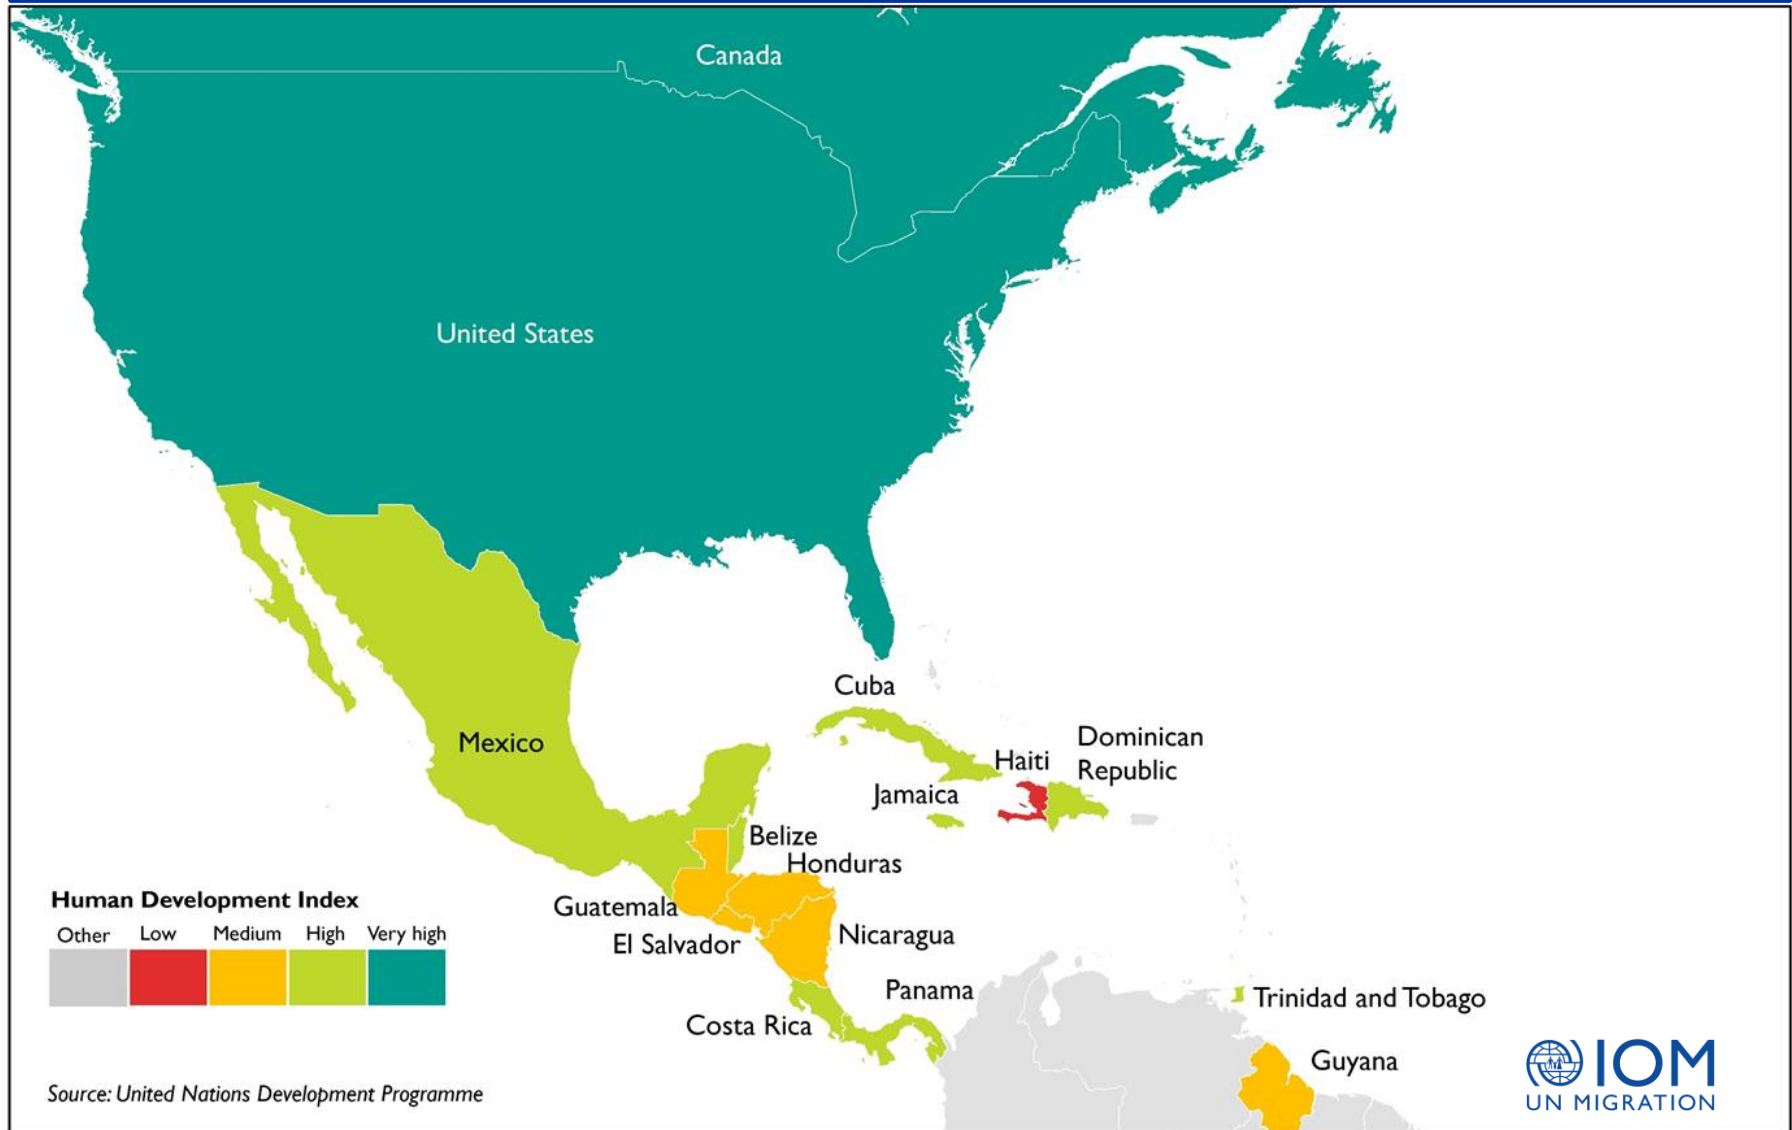 Canada
United States
Cuba
Mexico
Haiti
Dominican
Republic
Jamaica
Belize
Honduras
Guatemala
El Salvador
Nicaragua
Panama
Costa Rica
Trinidad and Tobago
Guyana
Human Development Index
Other Low Medium High Very high
Source: United Nations Development Programme
IOM
UN MIGRATION